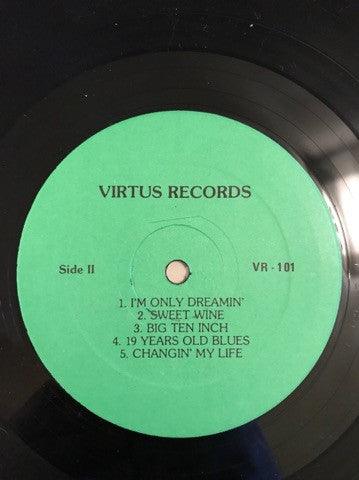 VIRTUS RECORDS
Side II
VR - 101
1. I'M ONLY DREAMIN'
2. SWEET WINE
3. BIG TEN INCH
4. 19 YEARS OLD BLUES
5. CHANGIN' MY LIFE